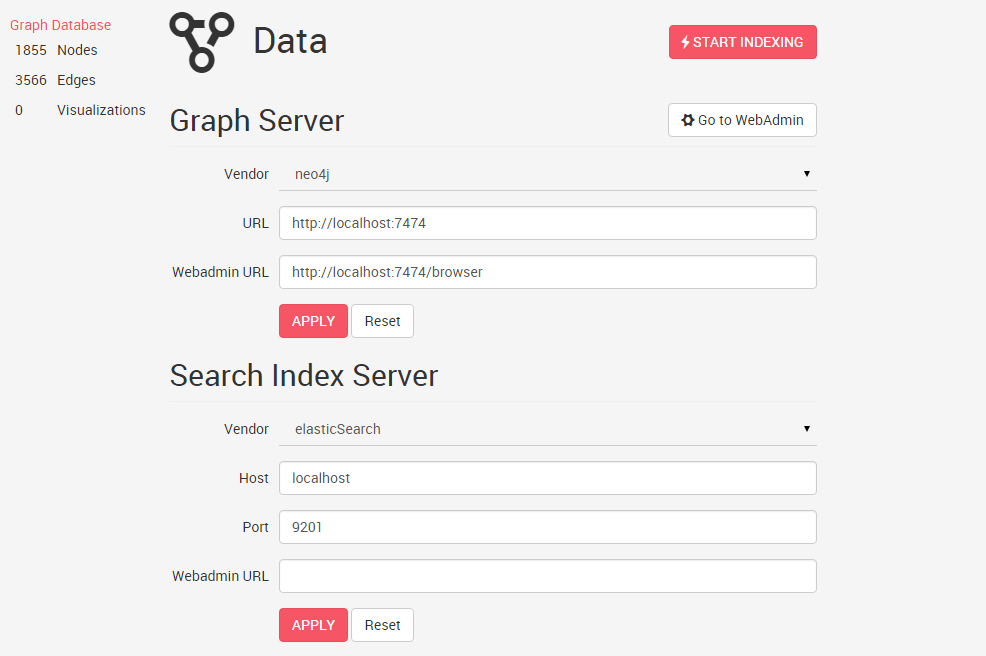 Graph Database
1855 Nodes
3566 Edges
0 Visualizations
Data
START INDEXING
Graph Server
Go to WebAdmin
Vendor neo4j
URL http://localhost:7474
Webadmin URL http://localhost:7474/browser
APPLY Reset
Search Index Server
Vendor elasticSearch
Host localhost
Port 9201
Webadmin URL
APPLY Reset